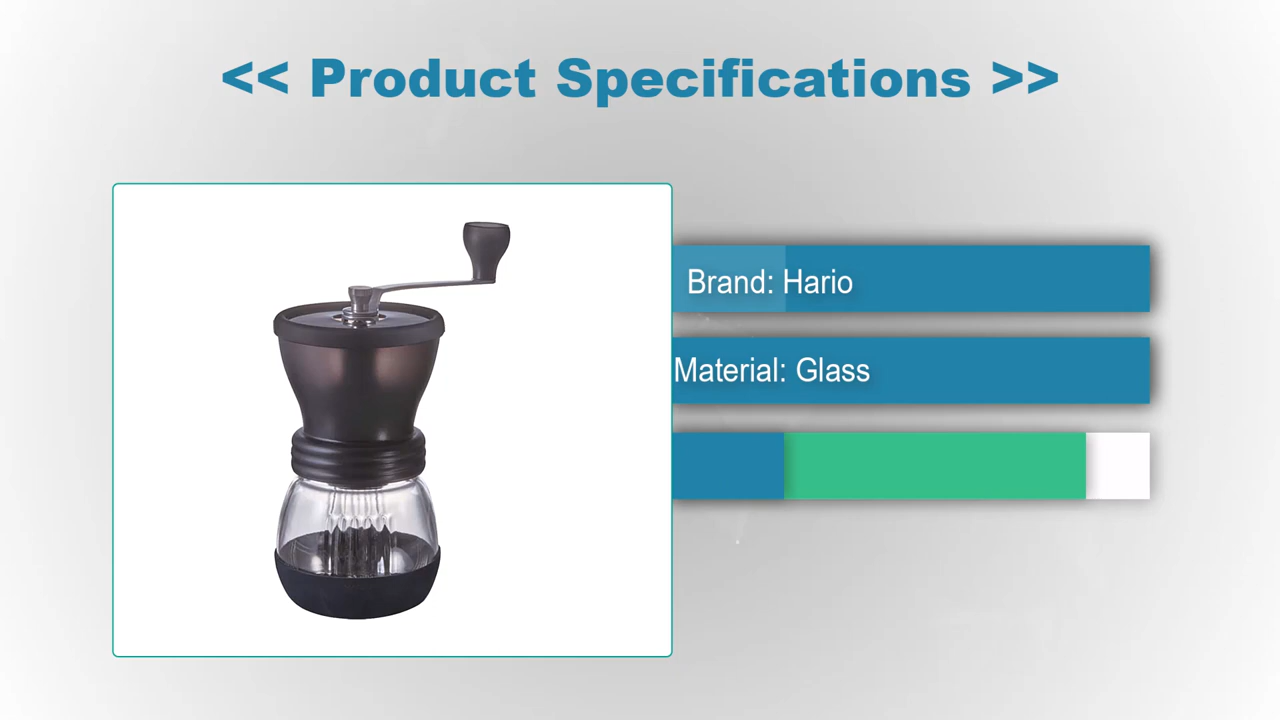 << Product Specifications >>
Brand: Hario
Material: Glass